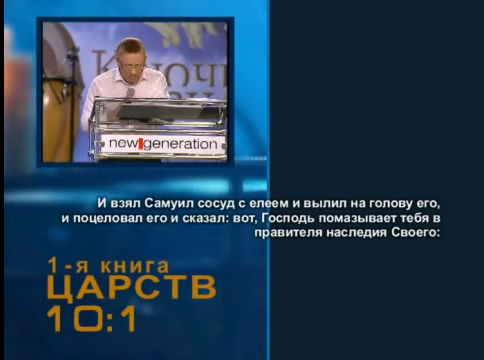 Ключи
new generation
И взял Самуил сосуд с елеем и вылил на голову его,
и поцеловал его и сказал: вот, Господь помазывает тебя в
правителя наследия Своего:
1-я книга
ЦАРСТВ
10:1